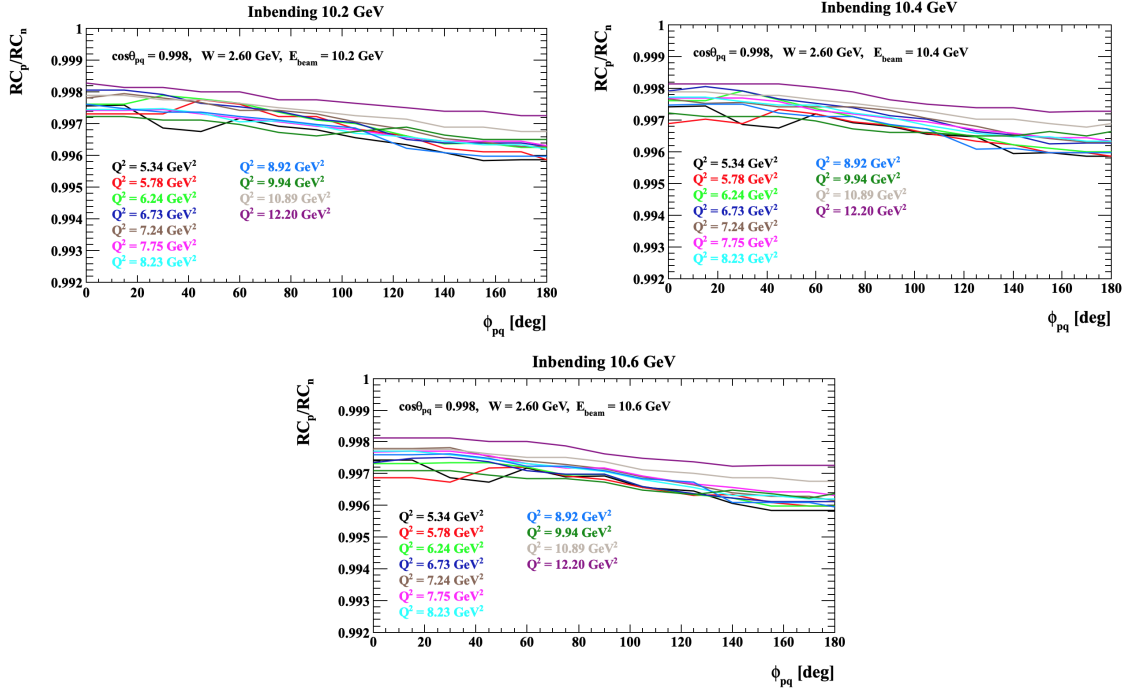 Inbending 10.2 GeV
RCp/RCn
cosθpq = 0.998, W = 2.60 GeV, Ebeam = 10.2 GeV
1
0.999
0.998
0.997
0.996
0.995
0.994
0.993
0.992
Q² = 5.34 GeV²
Q² = 5.78 GeV²
Q² = 6.24 GeV²
Q² = 6.73 GeV²
Q² = 7.24 GeV²
Q² = 7.75 GeV²
Q² = 8.23 GeV²
Q² = 8.92 GeV²
Q² = 9.94 GeV²
Q² = 10.89 GeV²
Q² = 12.20 GeV²
0 20 40 60 80 100 120 140 160 180
ϕpq [deg]
Inbending 10.4 GeV
RCp/RCn
cosθpq = 0.998, W = 2.60 GeV, Ebeam = 10.4 GeV
1
0.999
0.998
0.997
0.996
0.995
0.994
0.993
0.992
Q² = 5.34 GeV²
Q² = 5.78 GeV²
Q² = 6.24 GeV²
Q² = 6.73 GeV²
Q² = 7.24 GeV²
Q² = 7.75 GeV²
Q² = 8.23 GeV²
Q² = 8.92 GeV²
Q² = 9.94 GeV²
Q² = 10.89 GeV²
Q² = 12.20 GeV²
0 20 40 60 80 100 120 140 160 180
ϕpq [deg]
Inbending 10.6 GeV
RCp/RCn
cosθpq = 0.998, W = 2.60 GeV, Ebeam = 10.6 GeV
1
0.999
0.998
0.997
0.996
0.995
0.994
0.993
0.992
Q² = 5.34 GeV²
Q² = 5.78 GeV²
Q² = 6.24 GeV²
Q² = 6.73 GeV²
Q² = 7.24 GeV²
Q² = 7.75 GeV²
Q² = 8.23 GeV²
Q² = 8.92 GeV²
Q² = 9.94 GeV²
Q² = 10.89 GeV²
Q² = 12.20 GeV²
0 20 40 60 80 100 120 140 160 180
ϕpq [deg]